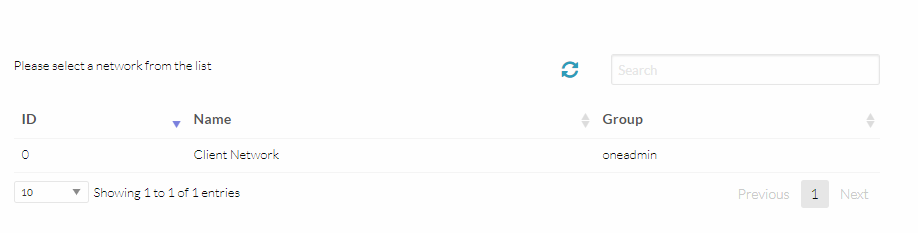 Please select a network from the list
Search
ID Name Group
0 Client Network oneadmin
10 Showing 1 to 1 of 1 entries Previous 1 Next